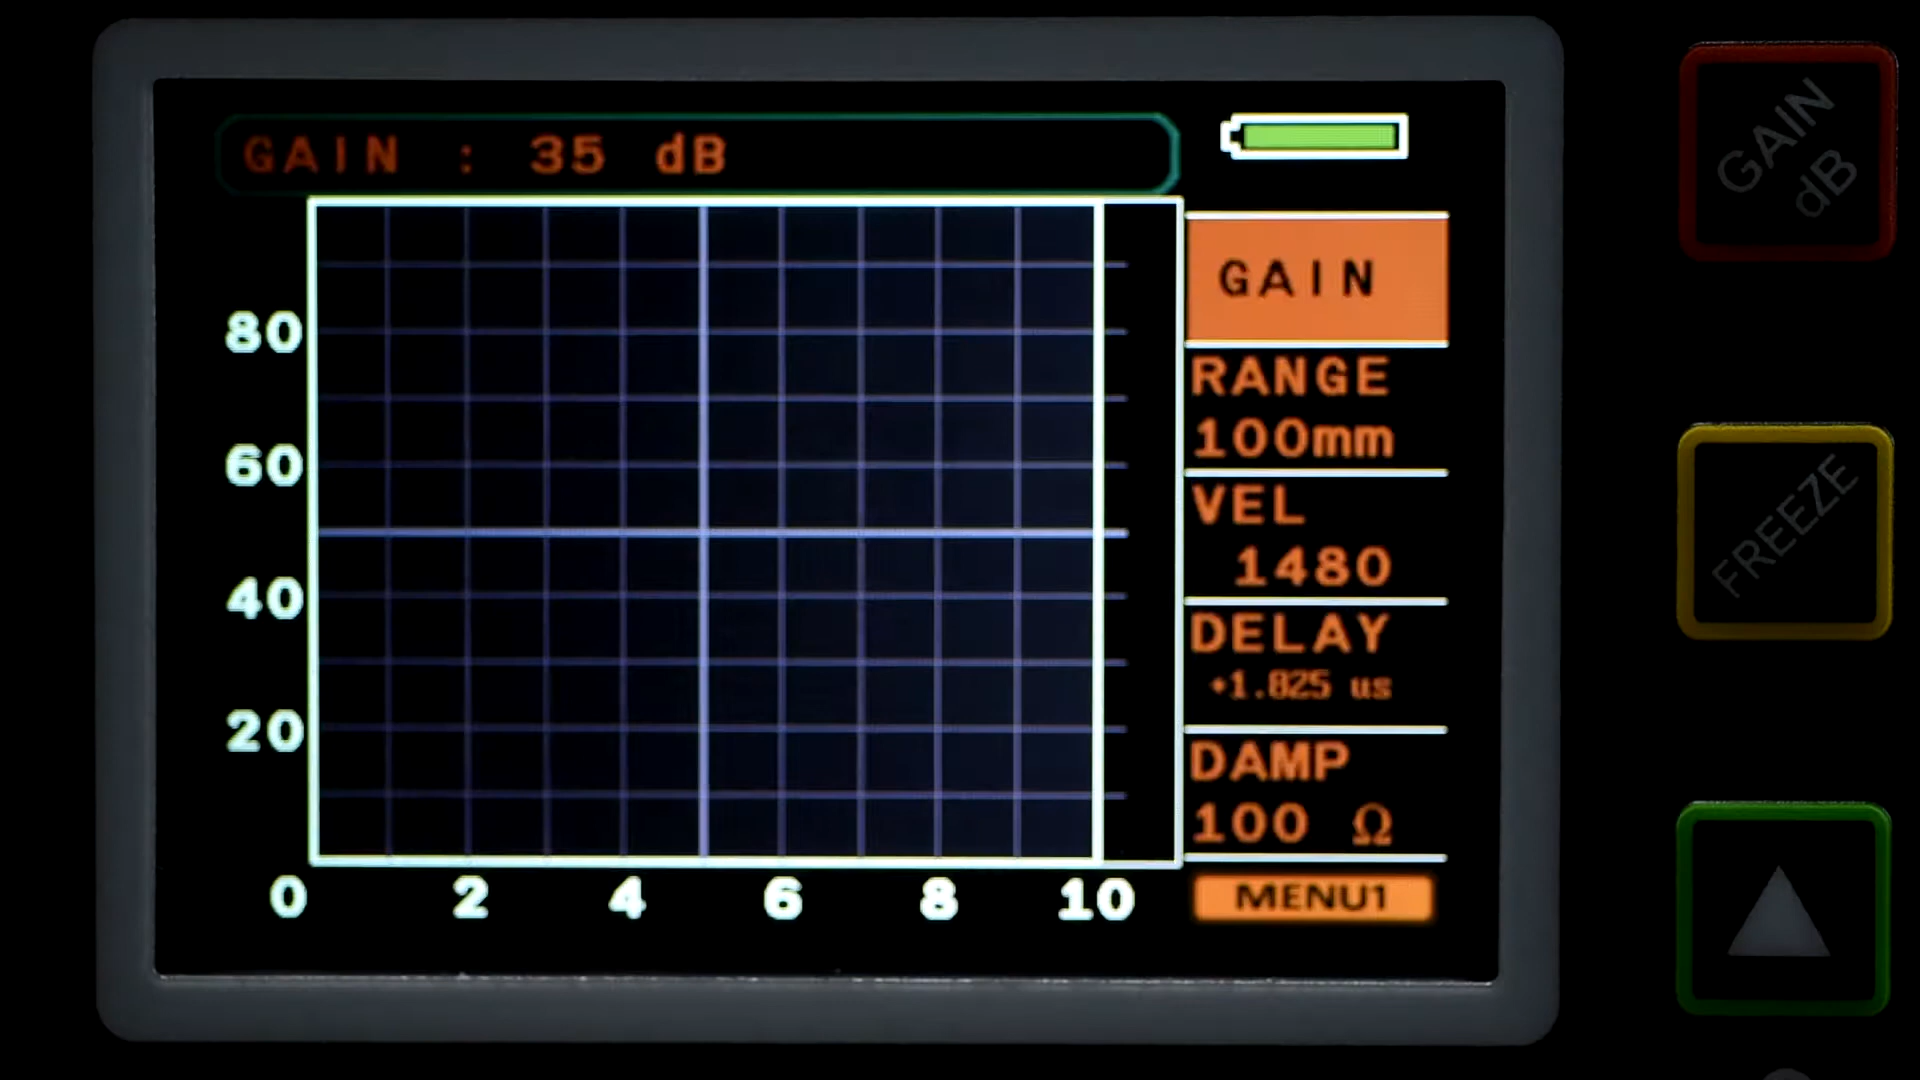 GAIN : 35 dB
GAIN
RANGE
100mm
VEL
1480
DELAY
+1.825 us
DAMP
100 Ω
MENU1
80
60
40
20
0 2 4 6 8 10
GAIN
dB
FREEZE